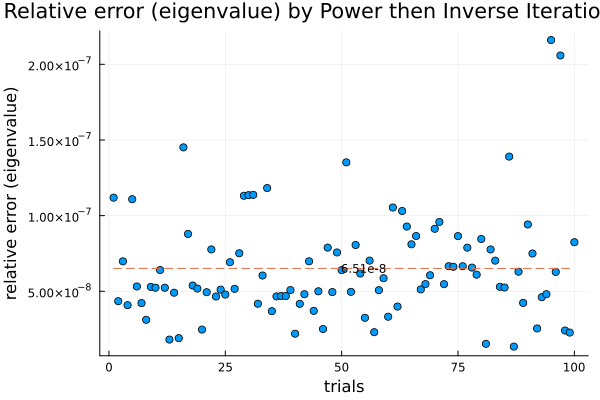 Relative error (eigenvalue) by Power then Inverse Iteratio
relative error (eigenvalue)
2.00×10⁻⁷
1.50×10⁻⁷
1.00×10⁻⁷
5.00×10⁻⁸
6.51e-8
0 25 50 75 100
trials